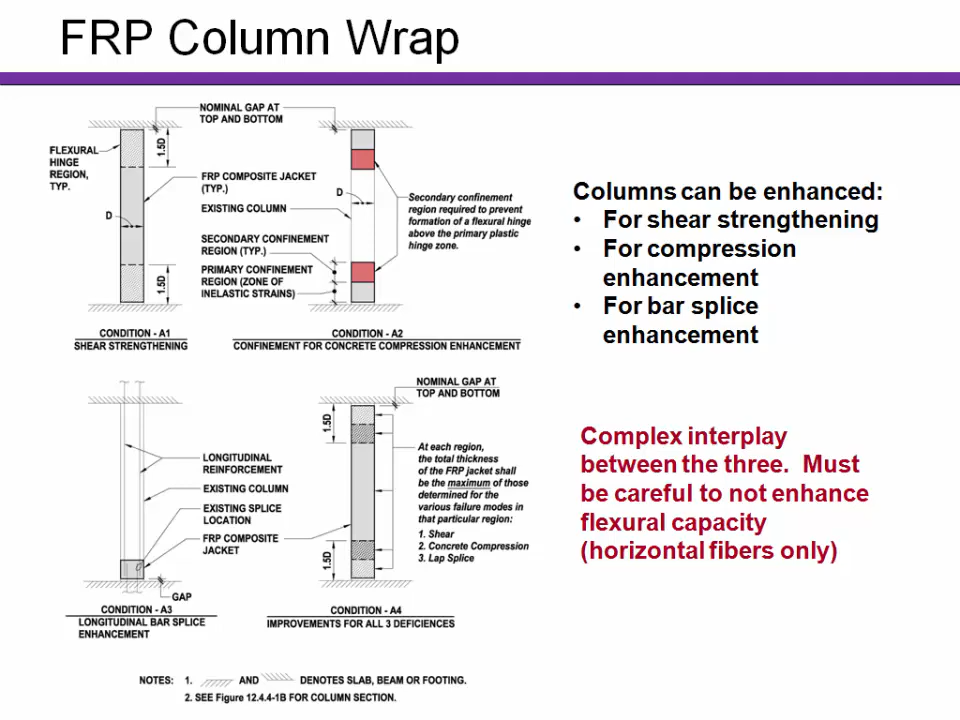 FRP Column Wrap
NOMINAL GAP AT
TOP AND BOTTOM
FLEXURAL
HINGE
REGION,
TYP.
1.5D
D
FRP COMPOSITE JACKET
(TYP.)
EXISTING COLUMN
SECONDARY CONFINEMENT
REGION (TYP.)
PRIMARY CONFINEMENT
REGION (ZONE OF
INELASTIC STRAINS)
1.5D
D
Secondary confinement
region required to prevent
formation of a flexural hinge
above the primary plastic
hinge zone.
CONDITION - A1
SHEAR STRENGTHENING
CONDITION - A2
CONFINEMENT FOR CONCRETE COMPRESSION ENHANCEMENT
Columns can be enhanced:
• For shear strengthening
• For compression
enhancement
• For bar splice
enhancement
LONGITUDINAL
REINFORCEMENT
EXISTING COLUMN
EXISTING SPLICE
LOCATION
FRP COMPOSITE
JACKET
GAP
CONDITION - A3
LONGITUDINAL BAR SPLICE
ENHANCEMENT
NOMINAL GAP AT
TOP AND BOTTOM
1.5D
At each region,
the total thickness
of the FRP jacket shall
be the maximum of those
determined for the
various failure modes in
that particular region:
1. Shear
2. Concrete Compression
3. Lap Splice
1.5D
CONDITION - A4
IMPROVEMENTS FOR ALL 3 DEFICIENCES
Complex interplay
between the three. Must
be careful to not enhance
flexural capacity
(horizontal fibers only)
NOTES: 1. AND DENOTES SLAB, BEAM OR FOOTING.
2. SEE Figure 12.4.4-1B FOR COLUMN SECTION.